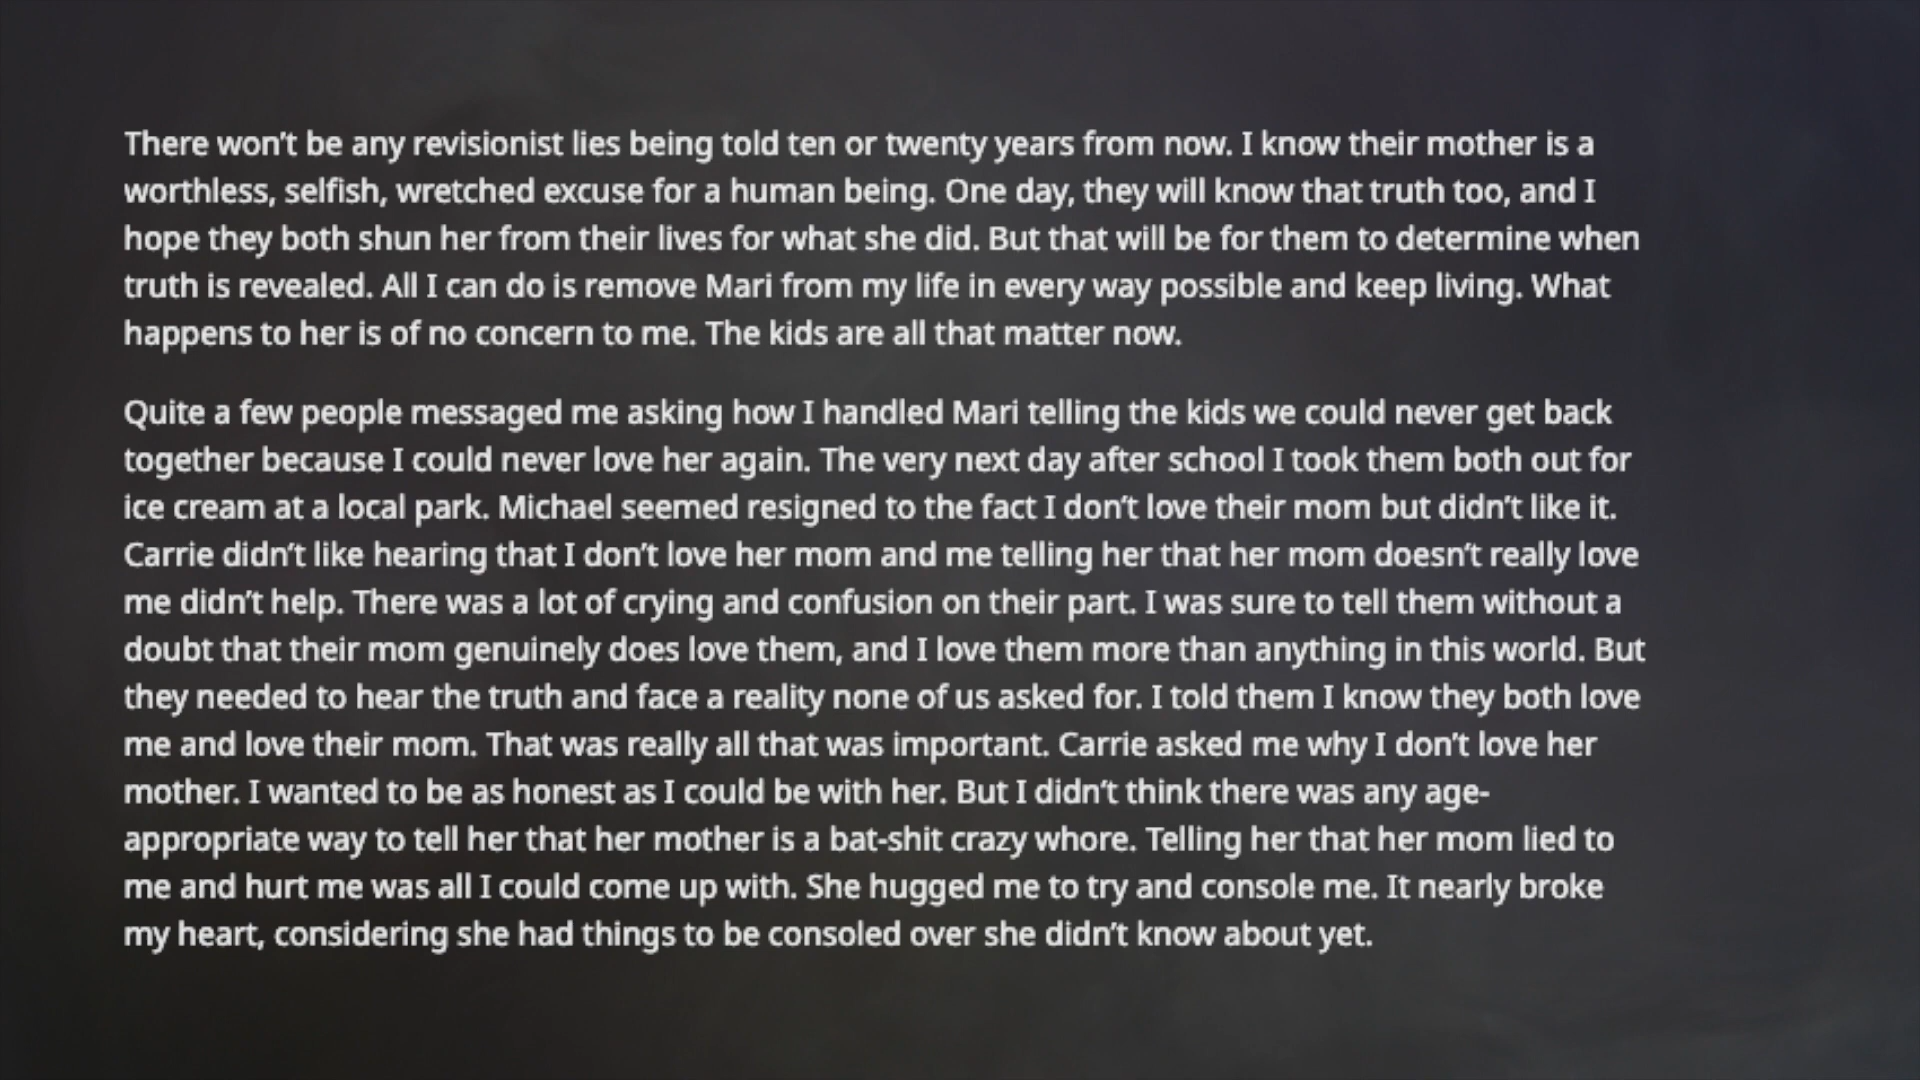 There won't be any revisionist lies being told ten or twenty years from now. I know their mother is a
worthless, selfish, wretched excuse for a human being. One day, they will know that truth too, and I
hope they both shun her from their lives for what she did. But that will be for them to determine when
truth is revealed. All I can do is remove Mari from my life in every way possible and keep living. What
happens to her is of no concern to me. The kids are all that matter now.
Quite a few people messaged me asking how I handled Mari telling the kids we could never get back
together because I could never love her again. The very next day after school I took them both out for
ice cream at a local park. Michael seemed resigned to the fact I don't love their mom but didn't like it.
Carrie didn't like hearing that I don't love her mom and me telling her that her mom doesn't really love
me didn't help. There was a lot of crying and confusion on their part. I was sure to tell them without a
doubt that their mom genuinely does love them, and I love them more than anything in this world. But
they needed to hear the truth and face a reality none of us asked for. I told them I know they both love
me and love their mom. That was really all that was important. Carrie asked me why I don't love her
mother. I wanted to be as honest as I could be with her. But I didn't think there was any age-
appropriate way to tell her that her mother is a bat-shit crazy whore. Telling her that her mom lied to
me and hurt me was all I could come up with. She hugged me to try and console me. It nearly broke
my heart, considering she had things to be consoled over she didn't know about yet.